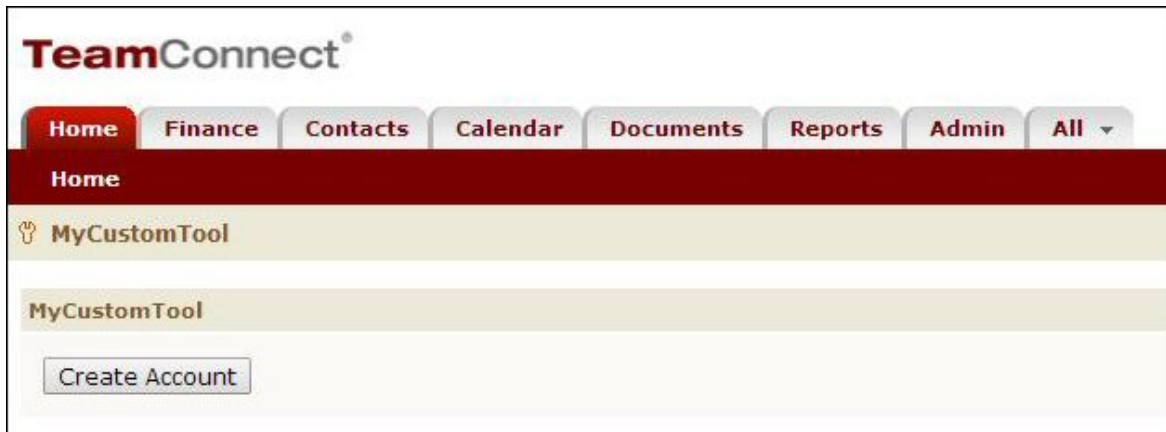 TeamConnect®
Home Finance Contacts Calendar Documents Reports Admin All
Home
MyCustomTool
MyCustomTool
Create Account